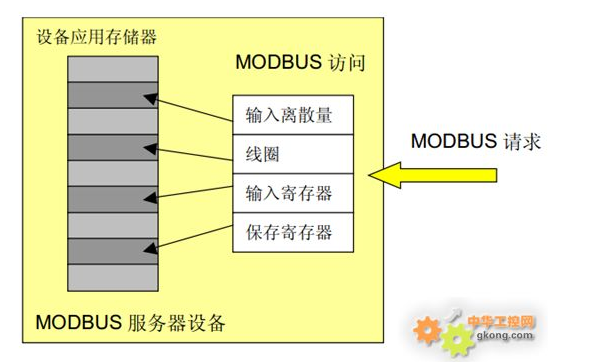 设备应用存储器
MODBUS 访问
输入离散量
线圈
输入寄存器
保存寄存器
MODBUS 请求
MODBUS 服务器设备
中华工控网
gkong.com